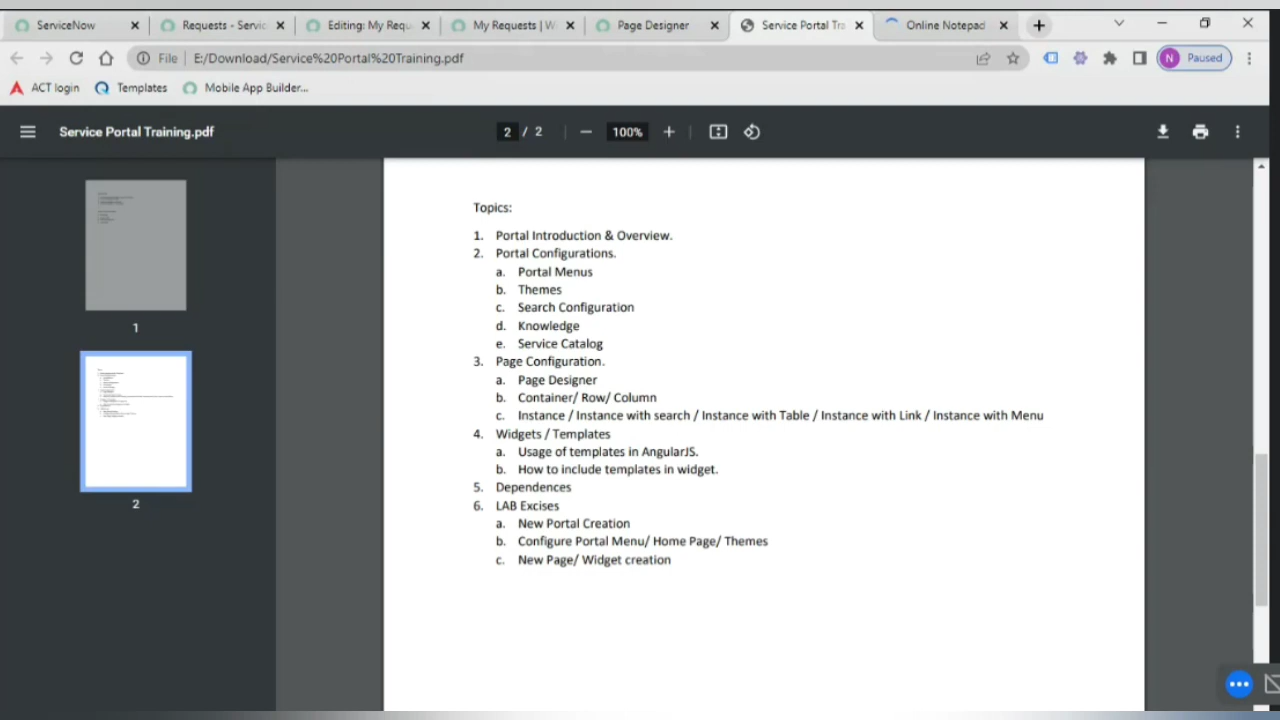 ServiceNow
Requests - Servic
Editing: My Requ
My Requests | W
Page Designer
Service Portal Tra
Online Notepad
File
E:/Download/Service%20Portal%20Training.pdf
N
Paused
ACT login
Templates
Mobile App Builder...
Service Portal Training.pdf
2 / 2
100%
Topics:
1. Portal Introduction & Overview.
2. Portal Configurations.
a. Portal Menus
b. Themes
c. Search Configuration
d. Knowledge
e. Service Catalog
3. Page Configuration.
a. Page Designer
b. Container/ Row/ Column
c. Instance / Instance with search / Instance with Table / Instance with Link / Instance with Menu
4. Widgets / Templates
a. Usage of templates in AngularJS.
b. How to include templates in widget.
5. Dependences
6. LAB Excises
a. New Portal Creation
b. Configure Portal Menu/ Home Page/ Themes
c. New Page/ Widget creation
1
2